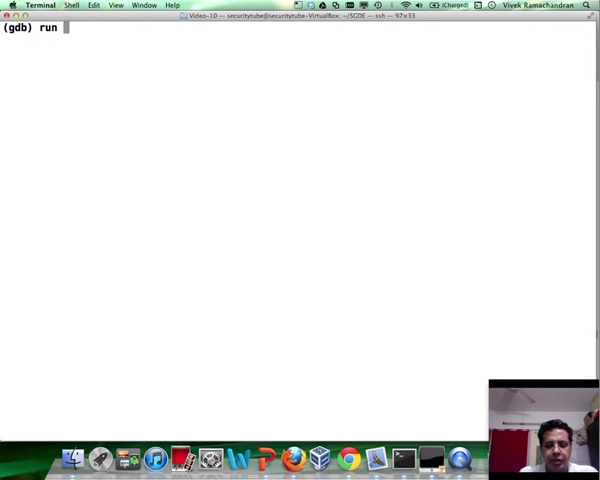 Terminal Shell Edit View Window Help (Charged) Vivek Ramachandran
Video-10 — securitytube@securitytube-VirtualBox: ~/SGDE — ssh — 97×33
(gdb) run